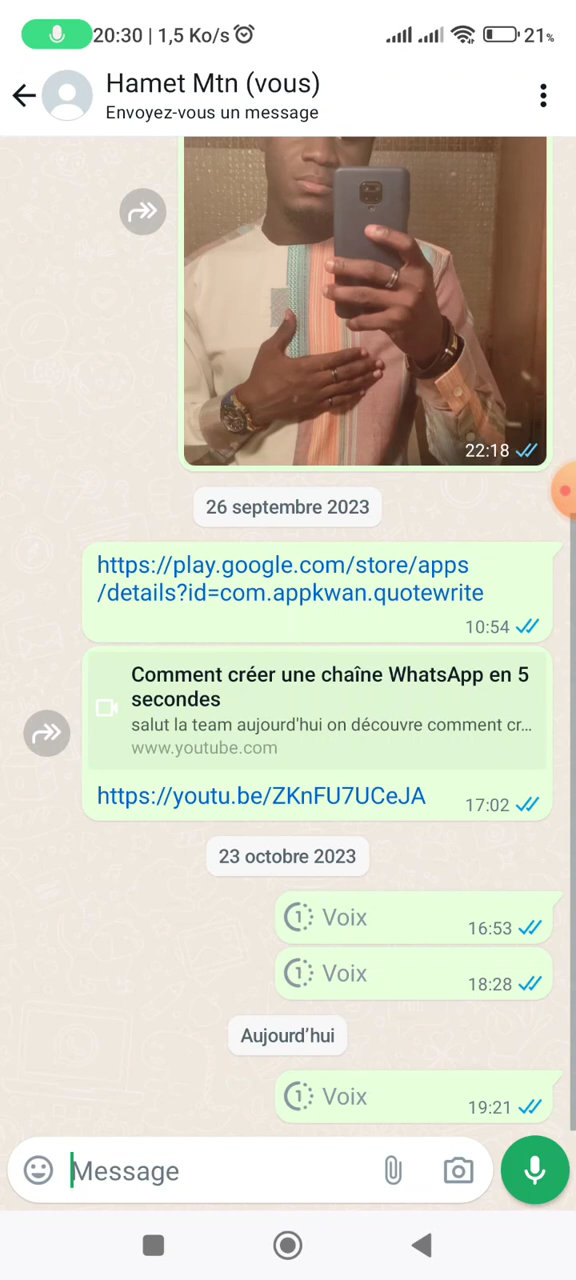 20:30 | 1,5 Ko/s
21%
Hamet Mtn (vous)
Envoyez-vous un message
22:18
26 septembre 2023
https://play.google.com/store/apps
/details?id=com.appkwan.quotewrite
10:54
Comment créer une chaîne WhatsApp en 5
secondes
salut la team aujourd'hui on découvre comment cr...
www.youtube.com
https://youtu.be/ZKnFU7UCeJA
17:02
23 octobre 2023
1 Voix
16:53
1 Voix
18:28
Aujourd’hui
1 Voix
19:21
Message